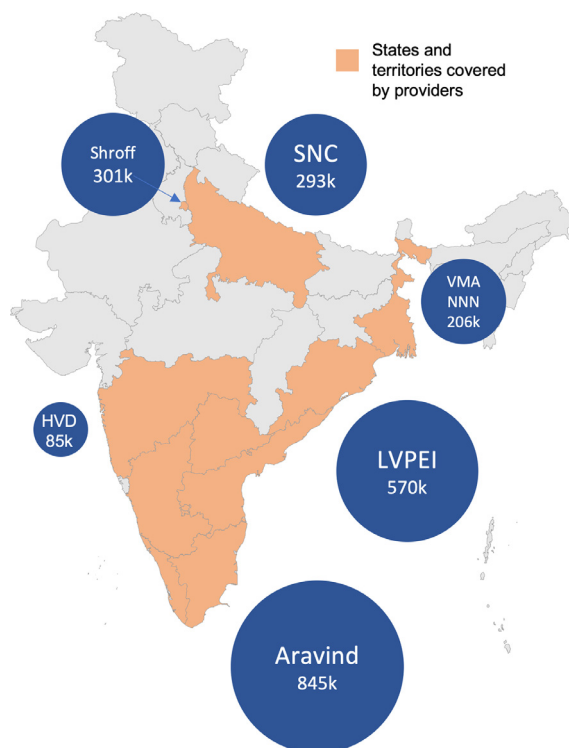 States and
territories covered
by providers
Shroff
301k
SNC
293k
VMA
NNN
206k
HVD
85k
LVPEI
570k
Aravind
845k